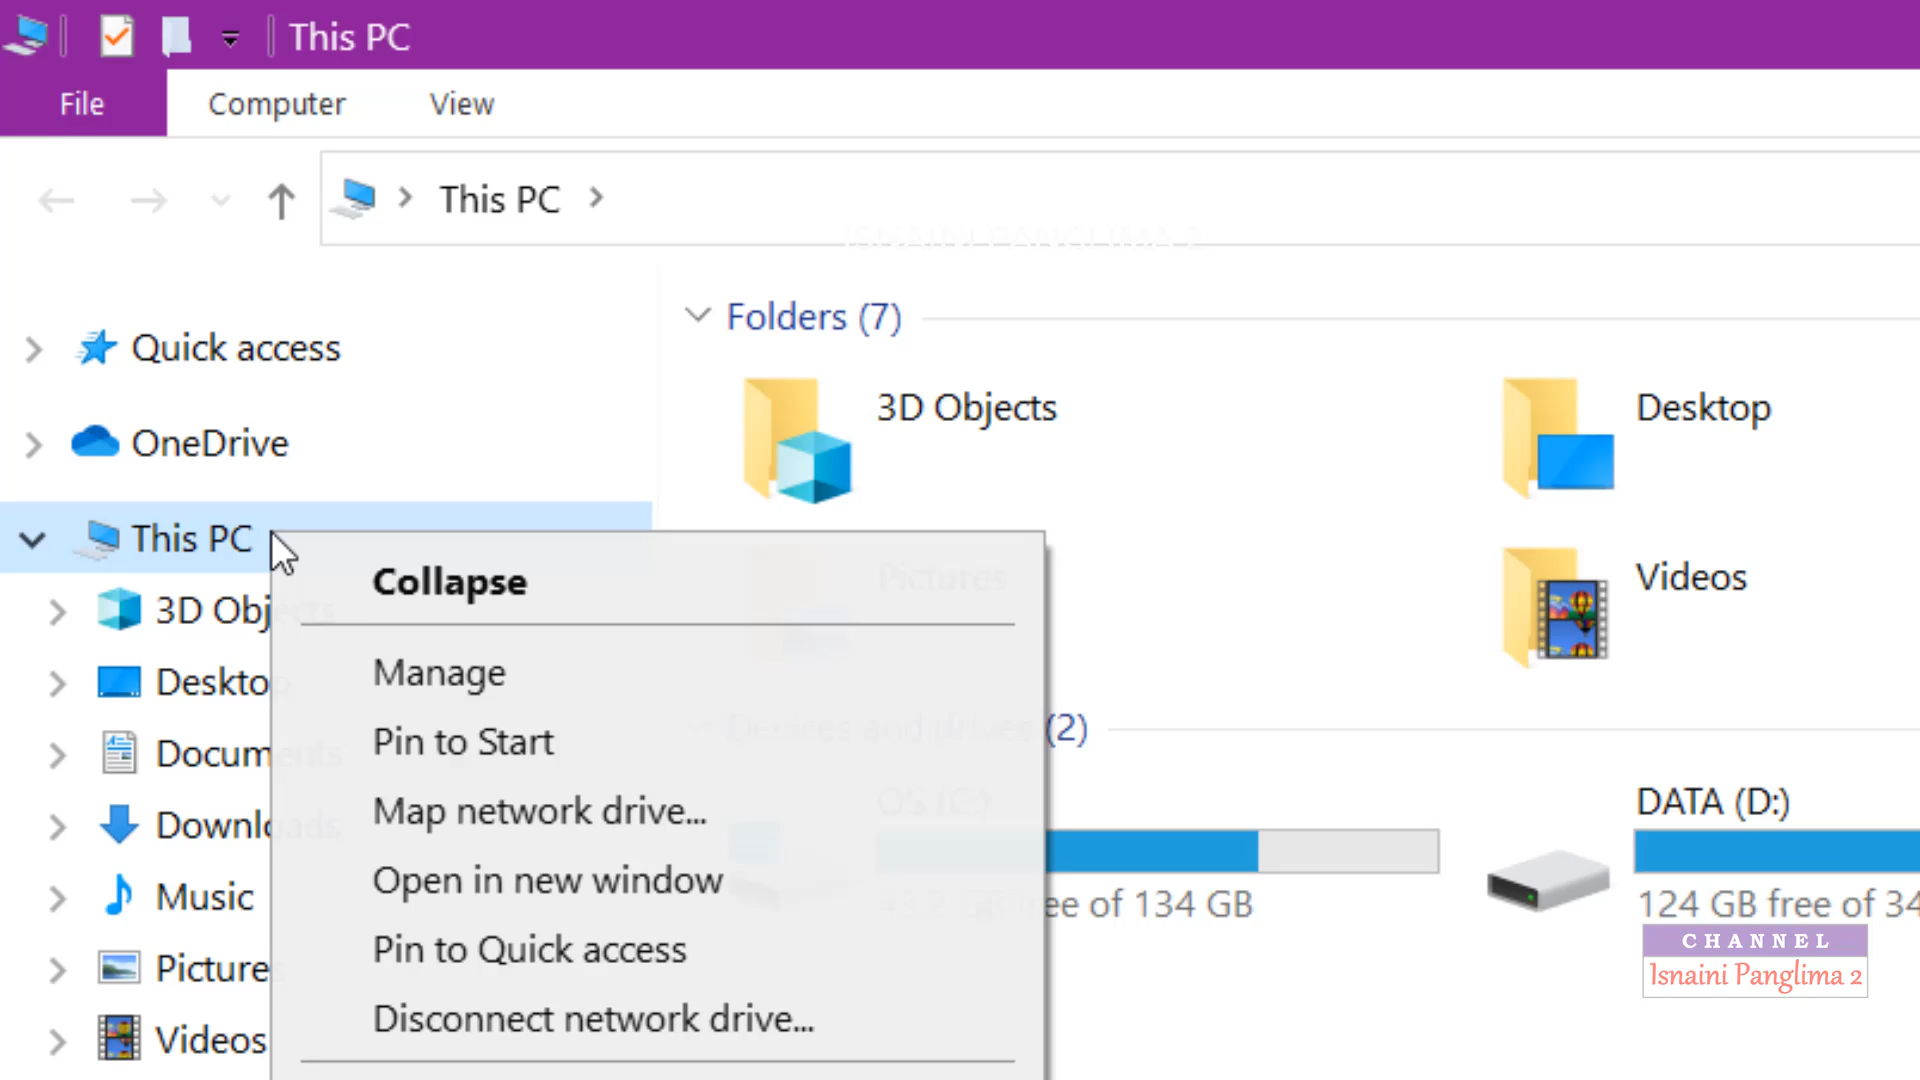 This PC
File Computer View
This PC
ISNAINI PANGLIMA 2
Quick access
OneDrive
This PC
3D Objects
Desktop
Documents
Downloads
Music
Pictures
Videos
Collapse
Manage
Pin to Start
Map network drive...
Open in new window
Pin to Quick access
Disconnect network drive...
Folders (7)
3D Objects
Desktop
Pictures
Videos
Devices and drives (2)
OS (C:)
free of 134 GB
DATA (D:)
124 GB free of 34
CHANNEL
Isnaini Panglima 2